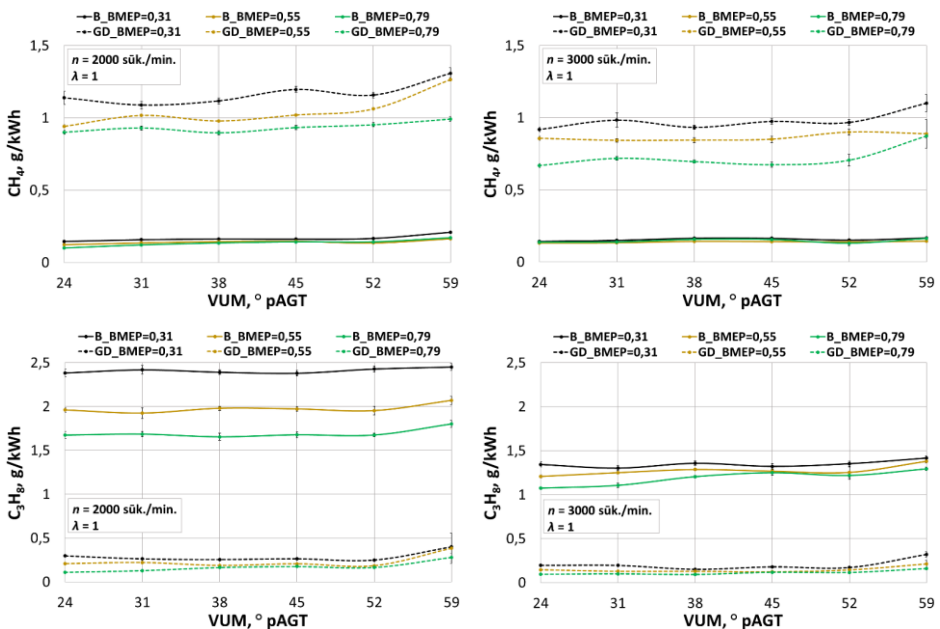 B_BMEP=0,31 B_BMEP=0,55 B_BMEP=0,79
GD_BMEP=0,31 GD_BMEP=0,55 GD_BMEP=0,79
1,5
1
0,5
0
CH₄, g/kWh
n = 2000 sūk./min.
λ = 1
24 31 38 45 52 59
VUM, ° pAGT
B_BMEP=0,31 B_BMEP=0,55 B_BMEP=0,79
GD_BMEP=0,31 GD_BMEP=0,55 GD_BMEP=0,79
1,5
1
0,5
0
CH₄, g/kWh
n = 3000 sūk./min.
λ = 1
24 31 38 45 52 59
VUM, ° pAGT
B_BMEP=0,31 B_BMEP=0,55 B_BMEP=0,79
GD_BMEP=0,31 GD_BMEP=0,55 GD_BMEP=0,79
2,5
2
1,5
1
0,5
0
C₃H₈, g/kWh
n = 2000 sūk./min.
λ = 1
24 31 38 45 52 59
VUM, ° pAGT
B_BMEP=0,31 B_BMEP=0,55 B_BMEP=0,79
GD_BMEP=0,31 GD_BMEP=0,55 GD_BMEP=0,79
2,5
2
1,5
1
0,5
0
C₃H₈, g/kWh
n = 3000 sūk./min.
λ = 1
24 31 38 45 52 59
VUM, ° pAGT